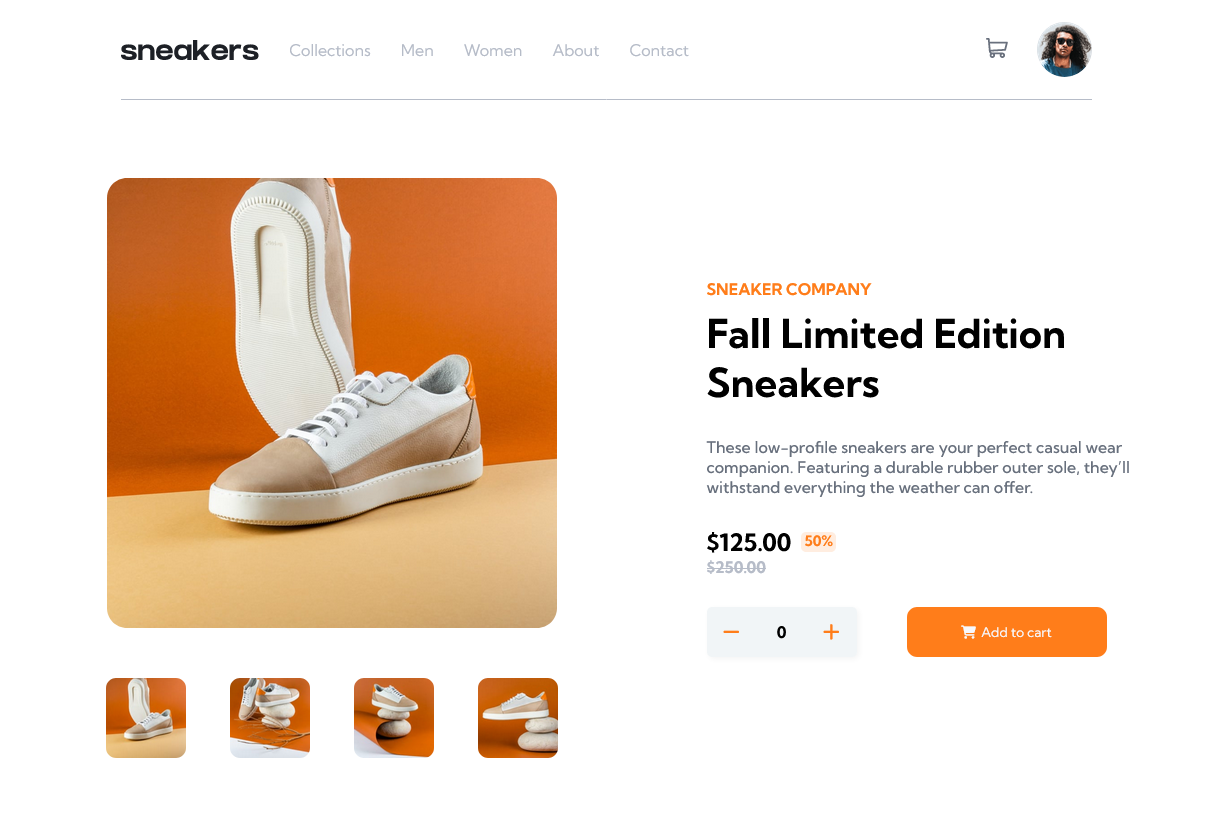 sneakers Collections Men Women About Contact
SNEAKER COMPANY
Fall Limited Edition
Sneakers
These low-profile sneakers are your perfect casual wear
companion. Featuring a durable rubber outer sole, they’ll
withstand everything the weather can offer.
$125.00 50%
$250.00
0
Add to cart